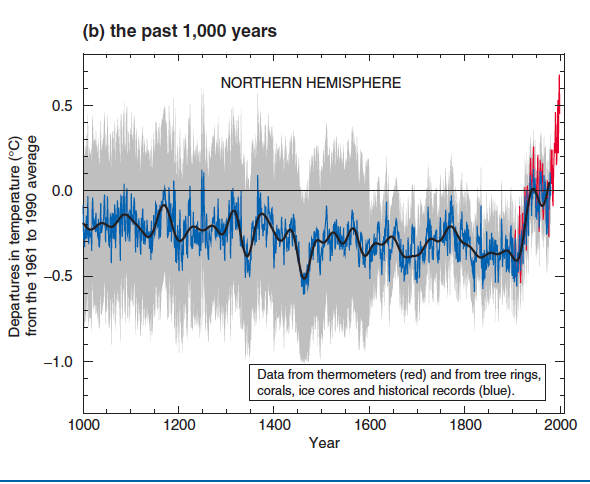 (b) the past 1,000 years
NORTHERN HEMISPHERE
Departures in temperature (°C)
from the 1961 to 1990 average
0.5
0.0
−0.5
−1.0
Data from thermometers (red) and from tree rings,
corals, ice cores and historical records (blue).
1000 1200 1400 1600 1800 2000
Year